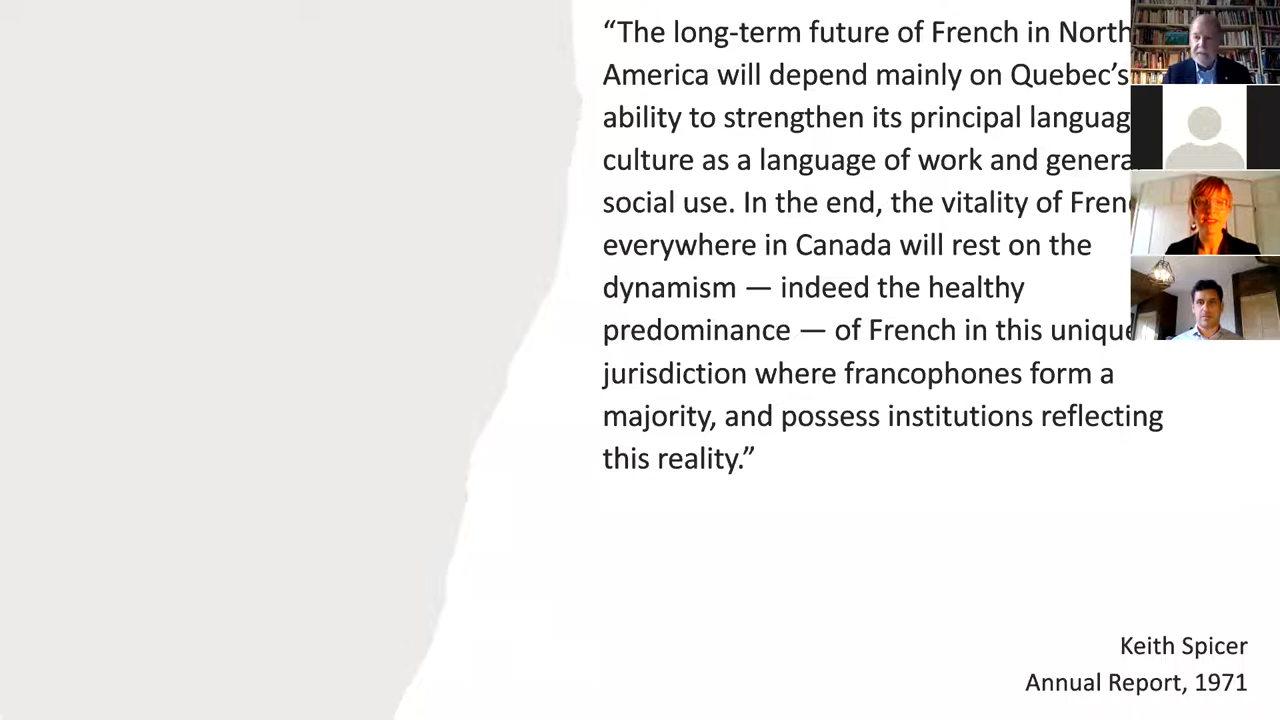 “The long-term future of French in North
America will depend mainly on Quebec’s
ability to strengthen its principal
culture as a language of work and
social use. In the end, the vitality of
everywhere in Canada will rest on the
dynamism — indeed the healthy
predominance — of French in this unique
jurisdiction where francophones form a
majority, and possess institutions reflecting
this reality.”
Keith Spicer
Annual Report, 1971